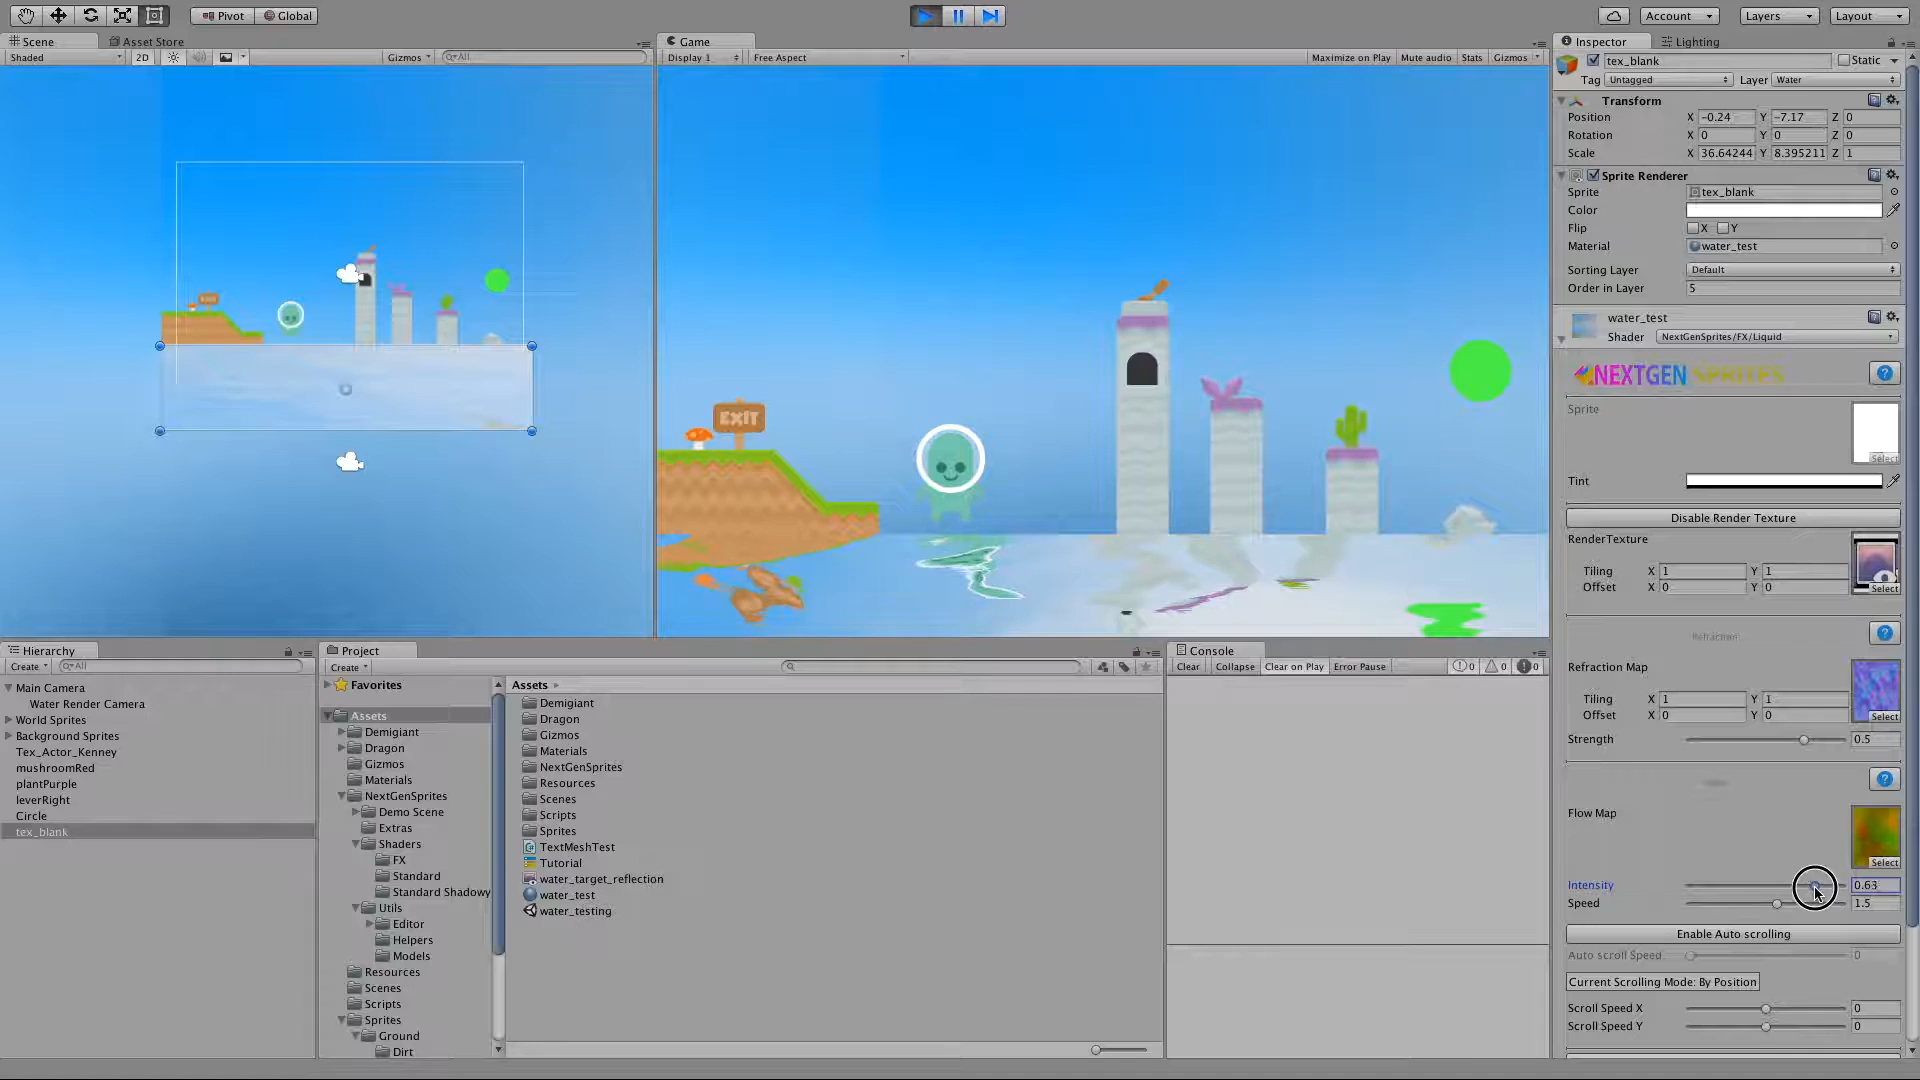 Pivot Global Account Layers Layout
Scene Asset Store
Shaded 2D Gizmos All
Game
Display 1 Free Aspect Maximize on Play Mute audio Stats Gizmos
EXIT
EXIT
Inspector Lighting
tex_blank Static
Tag Untagged Layer Water
Transform
Position X -0.24 Y -7.17 Z 0
Rotation X 0 Y 0 Z 0
Scale X 36.64244 Y 8.395211 Z 1
Sprite Renderer
Sprite tex_blank
Color
Flip X Y
Material water_test
Sorting Layer Default
Order in Layer 5
water_test
Shader NextGenSprites/FX/Liquid
NEXTGEN SPRITES
Sprite
Select
Tint
Disable Render Texture
RenderTexture
Tiling X 1 Y 1
Offset X 0 Y 0
Select
Refraction
Refraction Map
Tiling X 1 Y 1
Offset X 0 Y 0
Select
Strength 0.5
Flow Map
Select
Intensity 0.63
Speed 1.5
Enable Auto scrolling
Auto scroll Speed 0
Current Scrolling Mode: By Position
Scroll Speed X 0
Scroll Speed Y 0
Hierarchy
Create All
Main Camera
Water Render Camera
World Sprites
Background Sprites
Tex_Actor_Kenney
mushroomRed
plantPurple
leverRight
Circle
tex_blank
Project
Create
Favorites
Assets
Demigiant
Dragon
Gizmos
Materials
NextGenSprites
Demo Scene
Extras
Shaders
FX
Standard
Standard Shadowy
Utils
Editor
Helpers
Models
Resources
Scenes
Scripts
Sprites
Ground
Dirt
Assets
Demigiant
Dragon
Gizmos
Materials
NextGenSprites
Resources
Scenes
Scripts
Sprites
TextMeshTest
Tutorial
water_target_reflection
water_test
water_testing
Console
Clear Collapse Clear on Play Error Pause 0 0 0